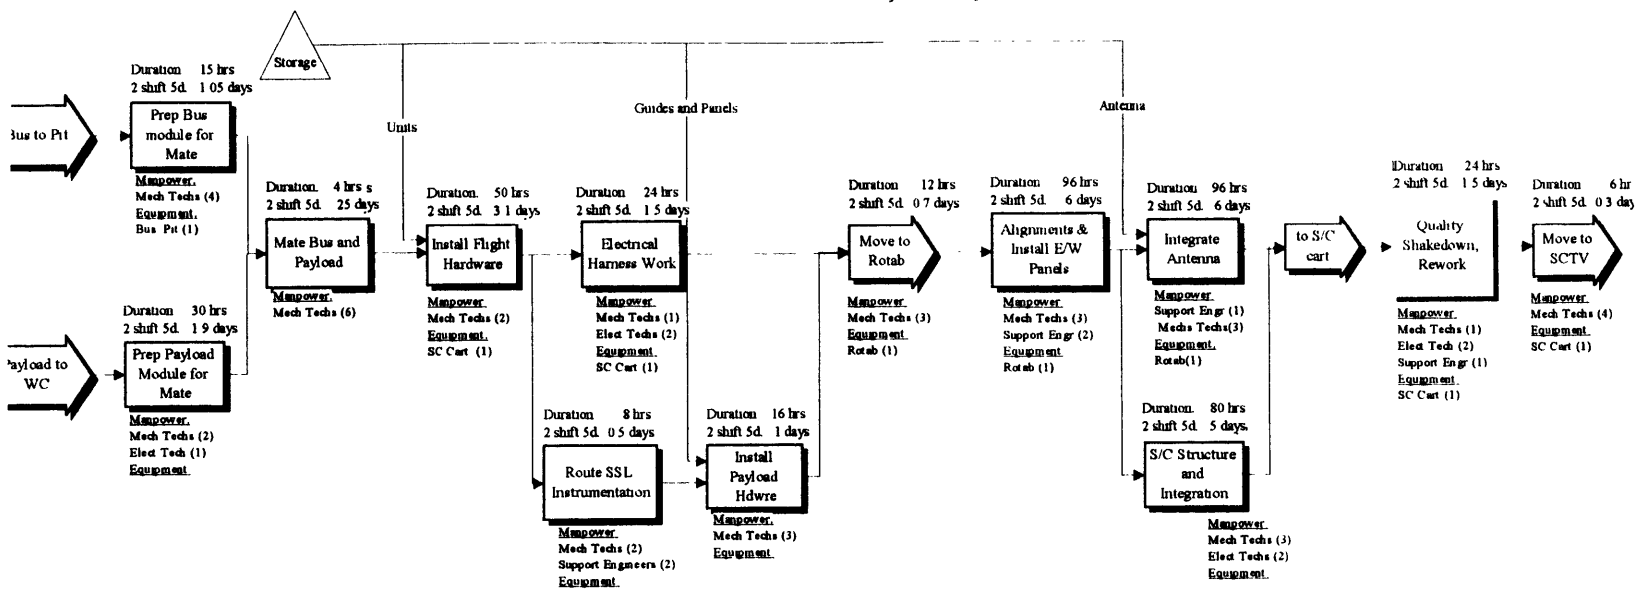 Storage
Units
Guides and Panels
Antenna
Bus to Pit
Duration 15 hrs
2 shift 5d. 1 05 days
Prep Bus
module for
Mate
Manpower.
Mech Techs (4)
Equipment.
Bus Pit (1)
Payload to
WC
Duration 30 hrs
2 shift 5d. 1 9 days
Prep Payload
Module for
Mate
Manpower.
Mech Techs (2)
Elect Tech (1)
Equipment
Duration. 4 hrs s
2 shift 5d. 25 days
Mate Bus and
Payload
Manpower.
Mech Techs (6)
Duration. 50 hrs
2 shift 5d. 3 1 days
Install Flight
Hardware
Manpower
Mech Techs (2)
Equipment
SC Cart (1)
Duration 24 hrs
2 shift 5d. 1 5 days
Electrical
Harness Work
Manpower.
Mech Techs (1)
Elect Techs (2)
Equipment
SC Cart (1)
Duration 8 hrs
2 shift 5d. 0 5 days
Route SSL
Instrumentation
Manpower
Mech Techs (2)
Support Engineers (2)
Equipment
Duration 16 hrs
2 shift 5d. 1 days
Install
Payload
Hdwre
Manpower.
Mech Techs (3)
Equipment
Duration 12 hrs
2 shift 5d 0 7 days
Move to
Rotab
Manpower
Mech Techs (3)
Equipment
Rotab (1)
Duration 96 hrs
2 shift 5d. 6 days
Alignments &
Install E/W
Panels
Manpower
Mech Techs (3)
Support Engr (2)
Equipment
Rotab (1)
Duration 96 hrs
2 shift 5d. 6 days
Integrate
Antenna
Manpower
Support Engr (1)
Mechs Techs(3)
Equipment.
Rotab(1)
Duration. 80 hrs
2 shift 5d. 5 days.
S/C Structure
and
Integration
Manpower
Mech Techs (3)
Elect Techs (2)
Equipment.
to S/C
cart
Duration 24 hrs
2 shift 5d. 1 5 days
Quality
Shakedown,
Rework
Manpower
Mech Techs (1)
Elect Tech (2)
Support Engr (1)
Equipment
SC Cart (1)
Duration 6 hr
2 shift 5d. 0 3 day
Move to
SCTV
Manpower
Mech Techs (4)
Equipment
SC Cart (1)